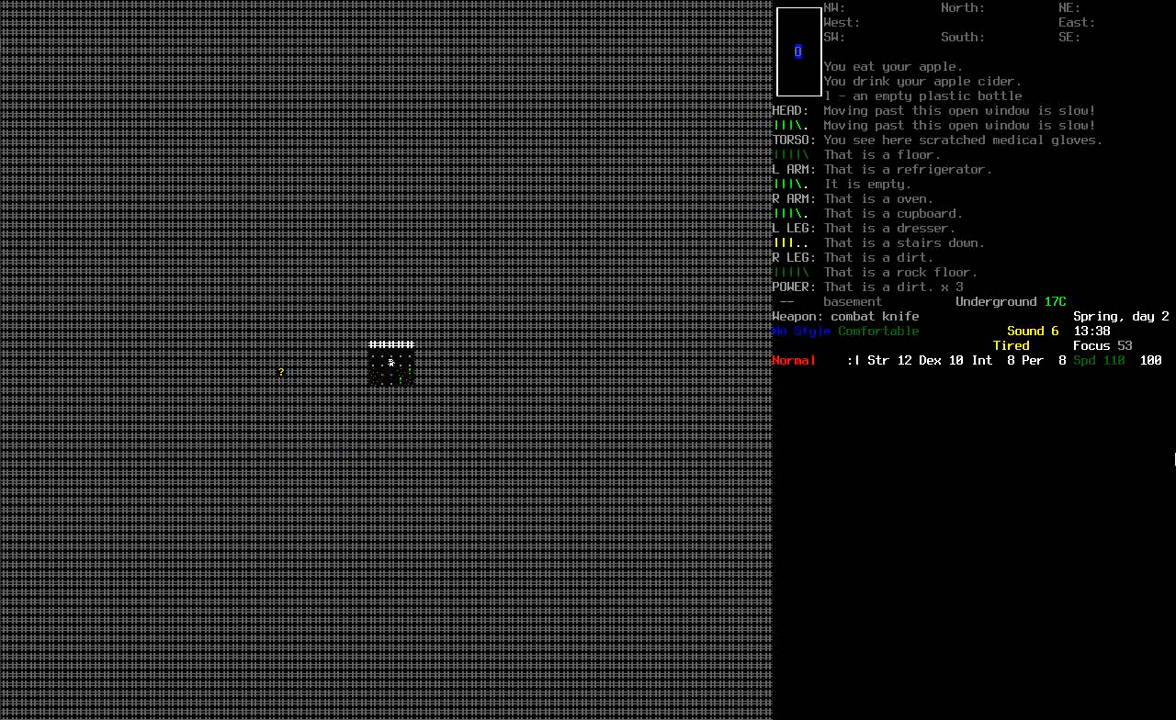 NW: North: NE:
West: East:
SW: South: SE:
You eat your apple.
You drink your apple cider.
l - an empty plastic bottle
HEAD: Moving past this open window is slow!
|||\. Moving past this open window is slow!
TORSO: You see here scratched medical gloves.
||||\ That is a floor.
L ARM: That is a refrigerator.
|||\. It is empty.
R ARM: That is a oven.
|||\. That is a cupboard.
L LEG: That is a dresser.
|||.. That is a stairs down.
R LEG: That is a dirt.
||||\ That is a rock floor.
POWER: That is a dirt. x 3
-- basement Underground 17C
Weapon: combat knife Spring, day 2
No Style Comfortable Sound 6 13:38
Tired Focus 53
Normal :| Str 12 Dex 10 Int 8 Per 8 Spd 110 100
?